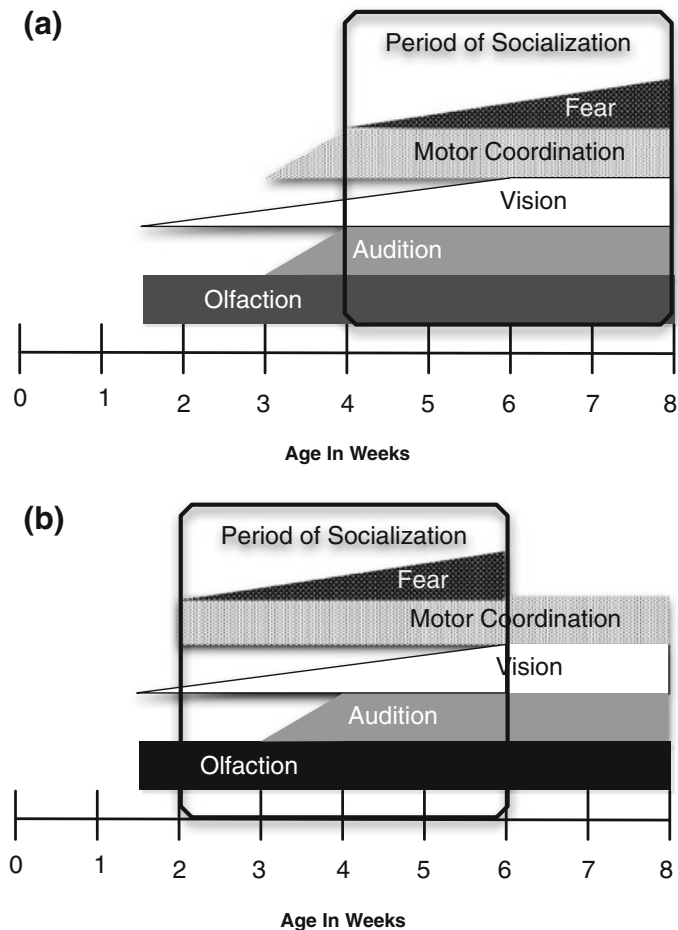 (a)
Period of Socialization
Fear
Motor Coordination
Vision
Audition
Olfaction
0 1 2 3 4 5 6 7 8
Age In Weeks
(b)
Period of Socialization
Fear
Motor Coordination
Vision
Audition
Olfaction
0 1 2 3 4 5 6 7 8
Age In Weeks